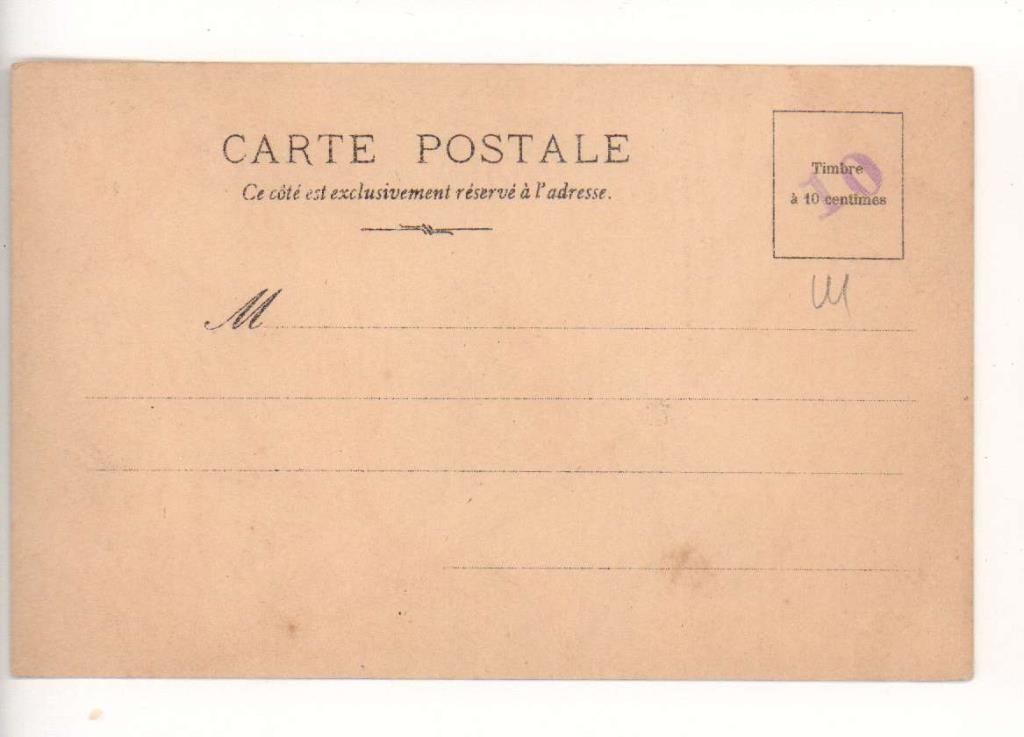 CARTE POSTALE
Ce côté est exclusivement réservé à l'adresse.
Timbre
à 10 centimes
10
M